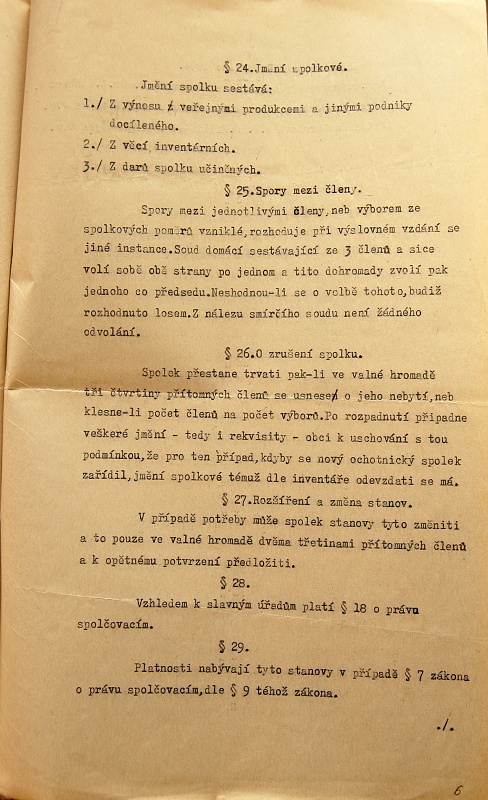 § 24.Jmění spolkové.
Jmění spolku sestává:
1./ Z výnosu z veřejnými produkcemi a jinými podniky
docíleného.
2./ Z věcí inventárních.
3./ Z darů spolku učiněných.
§ 25.Spory mezi členy.
Spory mezi jednotlivými členy,neb výborem ze
spolkových poměrů vzniklé,rozhoduje při výslovném vzdání se
jiné instance.Soud domácí sestávající ze 3 členů a sice
volí sobě obě strany po jednom a tito dohromady zvolí pak
jednoho co předsedu.Neshodnou-li se o volbě tohoto,budiž
rozhodnuto losem.Z nálezu smírčího soudu není žádného
odvolání.
§ 26.O zrušení spolku.
Spolek přestane trvati pak-li ve valné hromadě
tři čtvrtiny přítomných členů se usnese o jeho nebytí,neb
klesne-li počet členů na počet výborů.Po rozpadnutí připadne
veškeré jmění - tedy i rekvisity - obci k uschování s tou
podmínkou,že pro ten případ,kdyby se nový ochotnický spolek
zařídil,jmění spolkové témuž dle inventáře odevzdati se má.
§ 27.Rozšíření a změna stanov.
V případě potřeby může spolek stanovy tyto změniti
a to pouze ve valné hromadě dvěma třetinami přítomných členů
a k opětnému potvrzení předložiti.
§ 28.
Vzhledem k slavným úřadům platí § 18 o právu
spolčovacím.
§ 29.
Platnosti nabývají tyto stanovy v případě § 7 zákona
o právu spolčovacím,dle § 9 téhož zákona.
./.
6